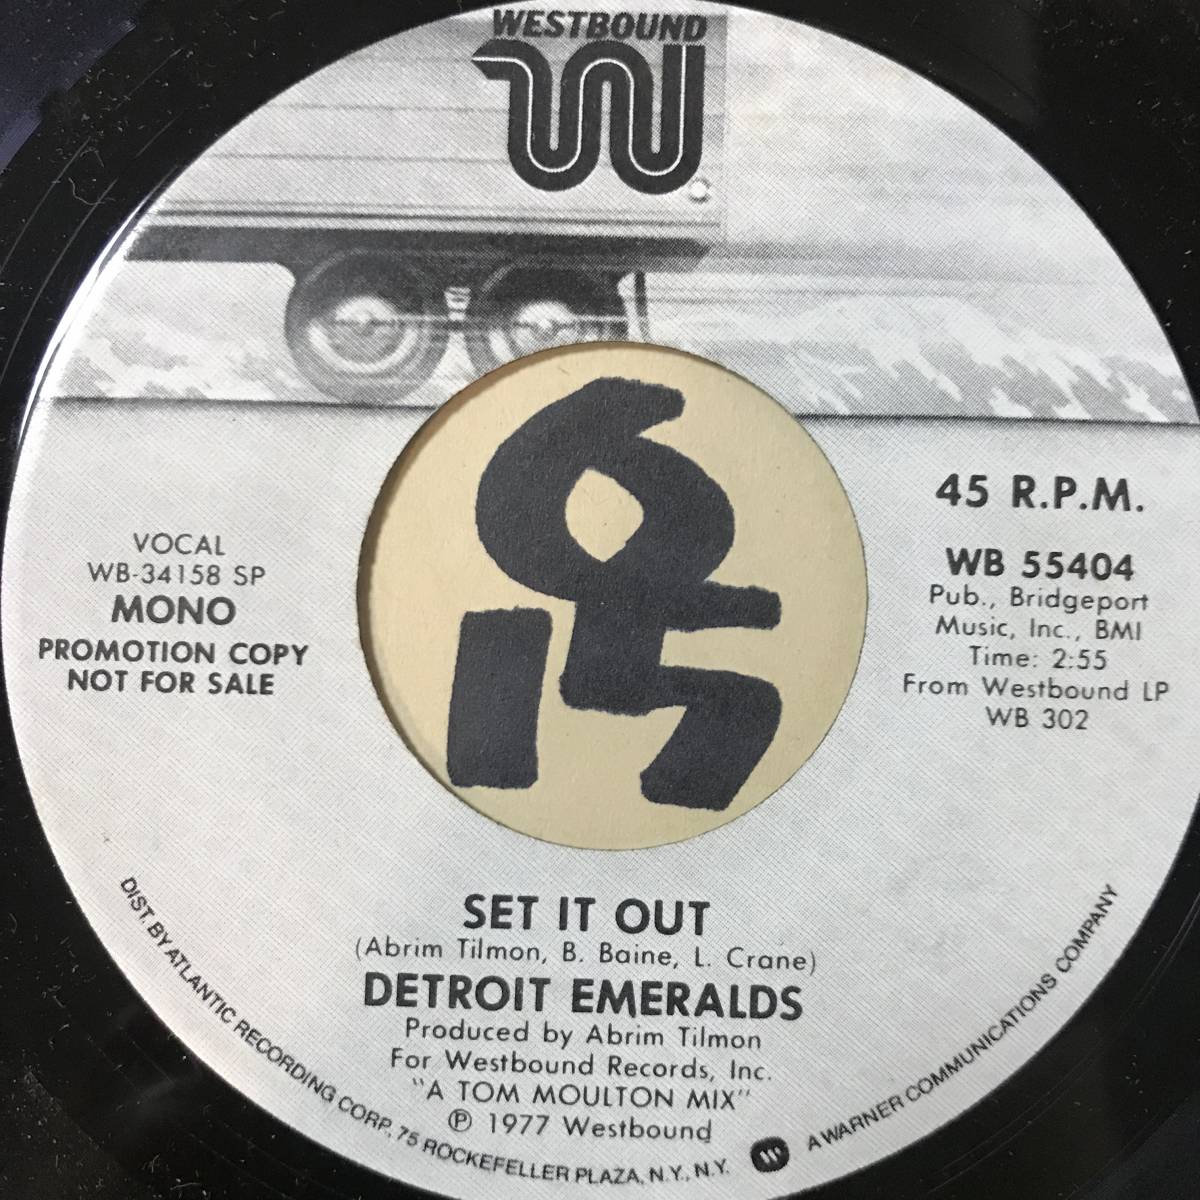 WESTBOUND
45 R.P.M.
WB 55404
Pub., Bridgeport
Music, Inc., BMI
Time: 2:55
From Westbound LP
WB 302
VOCAL
WB-34158 SP
MONO
PROMOTION COPY
NOT FOR SALE
SET IT OUT
(Abrim Tilmon, B. Baine, L. Crane)
DETROIT EMERALDS
Produced by Abrim Tilmon
For Westbound Records, Inc.
"A TOM MOULTON MIX"
℗ 1977 Westbound
DIST. BY ATLANTIC RECORDING CORP., 75 ROCKEFELLER PLAZA, N.Y., N.Y. A WARNER COMMUNICATIONS COMPANY